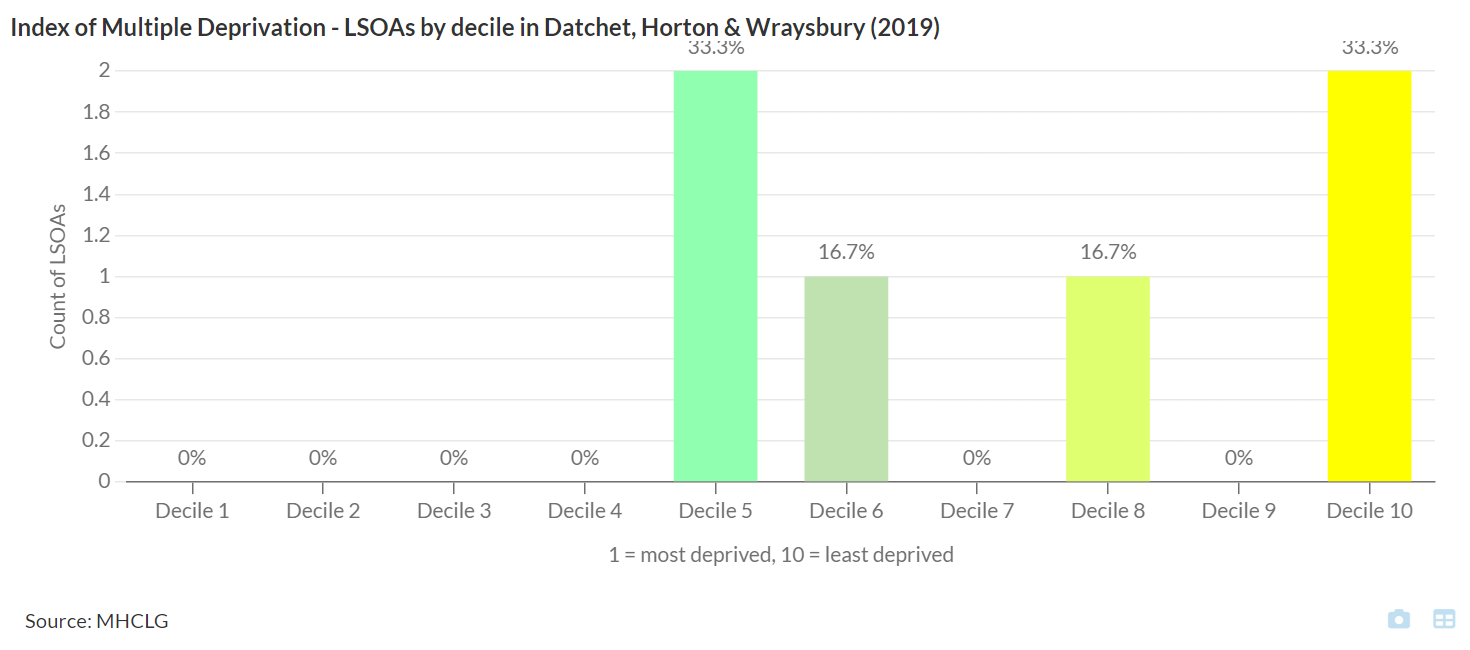 Index of Multiple Deprivation - LSOAs by decile in Datchet, Horton & Wraysbury (2019)
33.3% 33.3%
2
1.8
1.6
1.4
1.2
16.7% 16.7%
1
0.8
0.6
0.4
0.2
0% 0% 0% 0% 0% 0%
0
Count of LSOAs
Decile 1 Decile 2 Decile 3 Decile 4 Decile 5 Decile 6 Decile 7 Decile 8 Decile 9 Decile 10
1 = most deprived, 10 = least deprived
Source: MHCLG